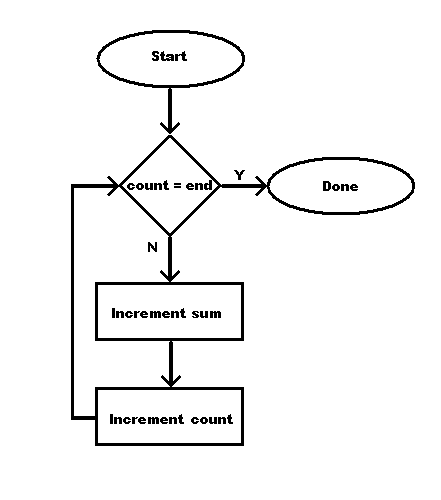 Start
count = end
Y
Done
N
Increment sum
Increment count